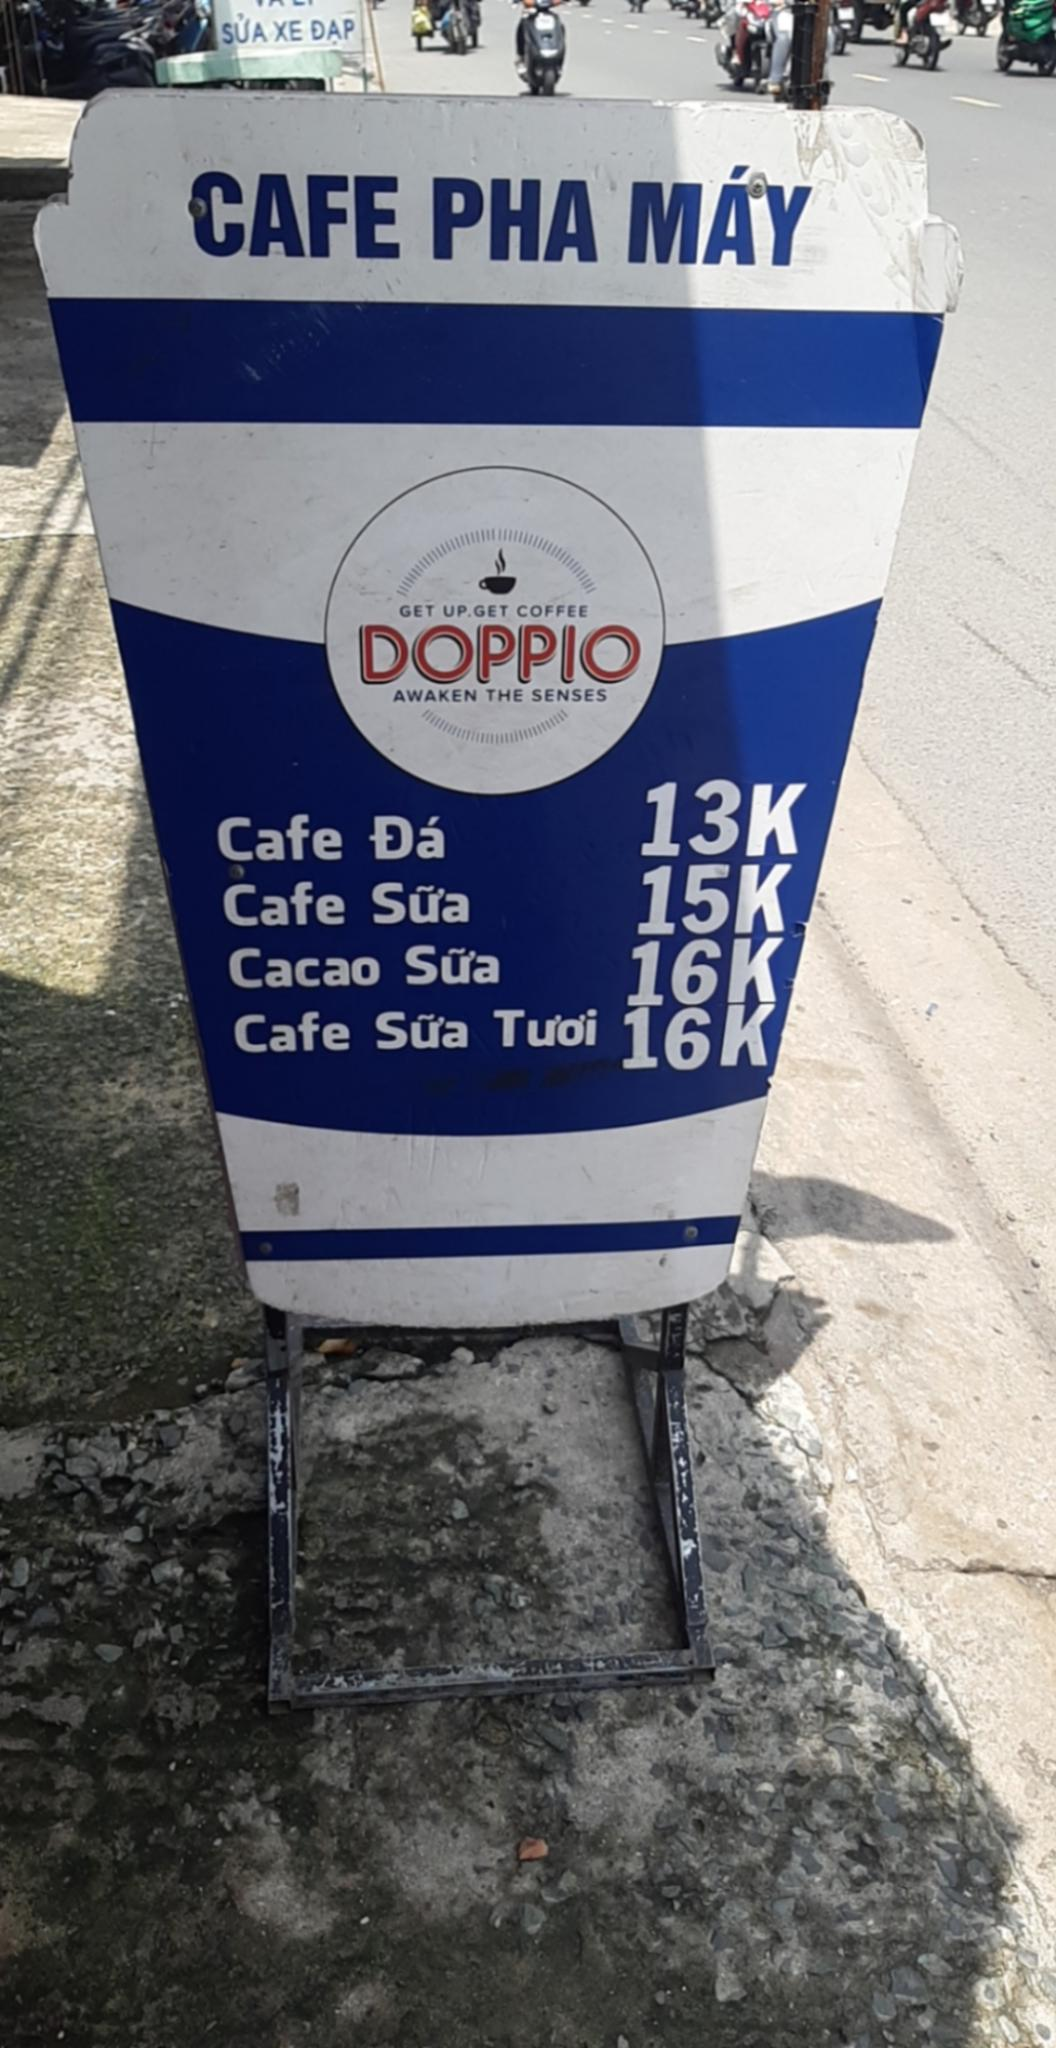 SỬA XE ĐẠP
CAFE PHA MÁY
GET UP.GET COFFEE
DOPPIO
AWAKEN THE SENSES
Cafe Đá 13K
Cafe Sữa 15K
Cacao Sữa 16K
Cafe Sữa Tươi 16K